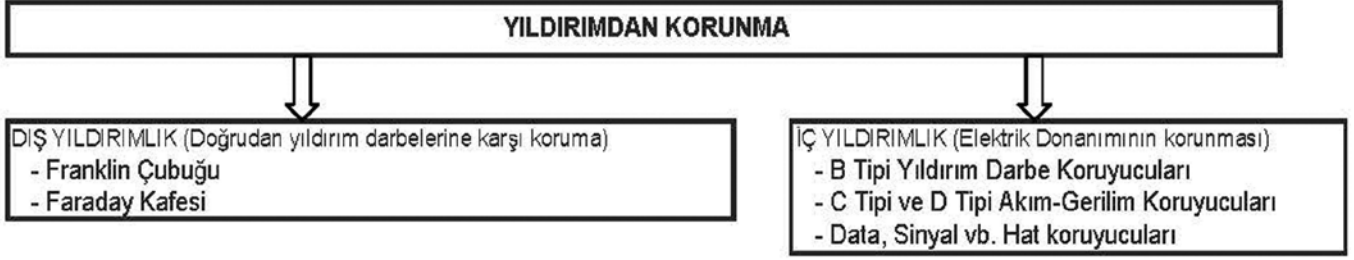 YILDIRIMDAN KORUNMA
DIŞ YILDIRIMLIK (Doğrudan yıldırım darbelerine karşı koruma)
- Franklin Çubuğu
- Faraday Kafesi
İÇ YILDIRIMLIK (Elektrik Donanımının korunması)
- B Tipi Yıldırım Darbe Koruyucuları
- C Tipi ve D Tipi Akım-Gerilim Koruyucuları
- Data, Sinyal vb. Hat koruyucuları